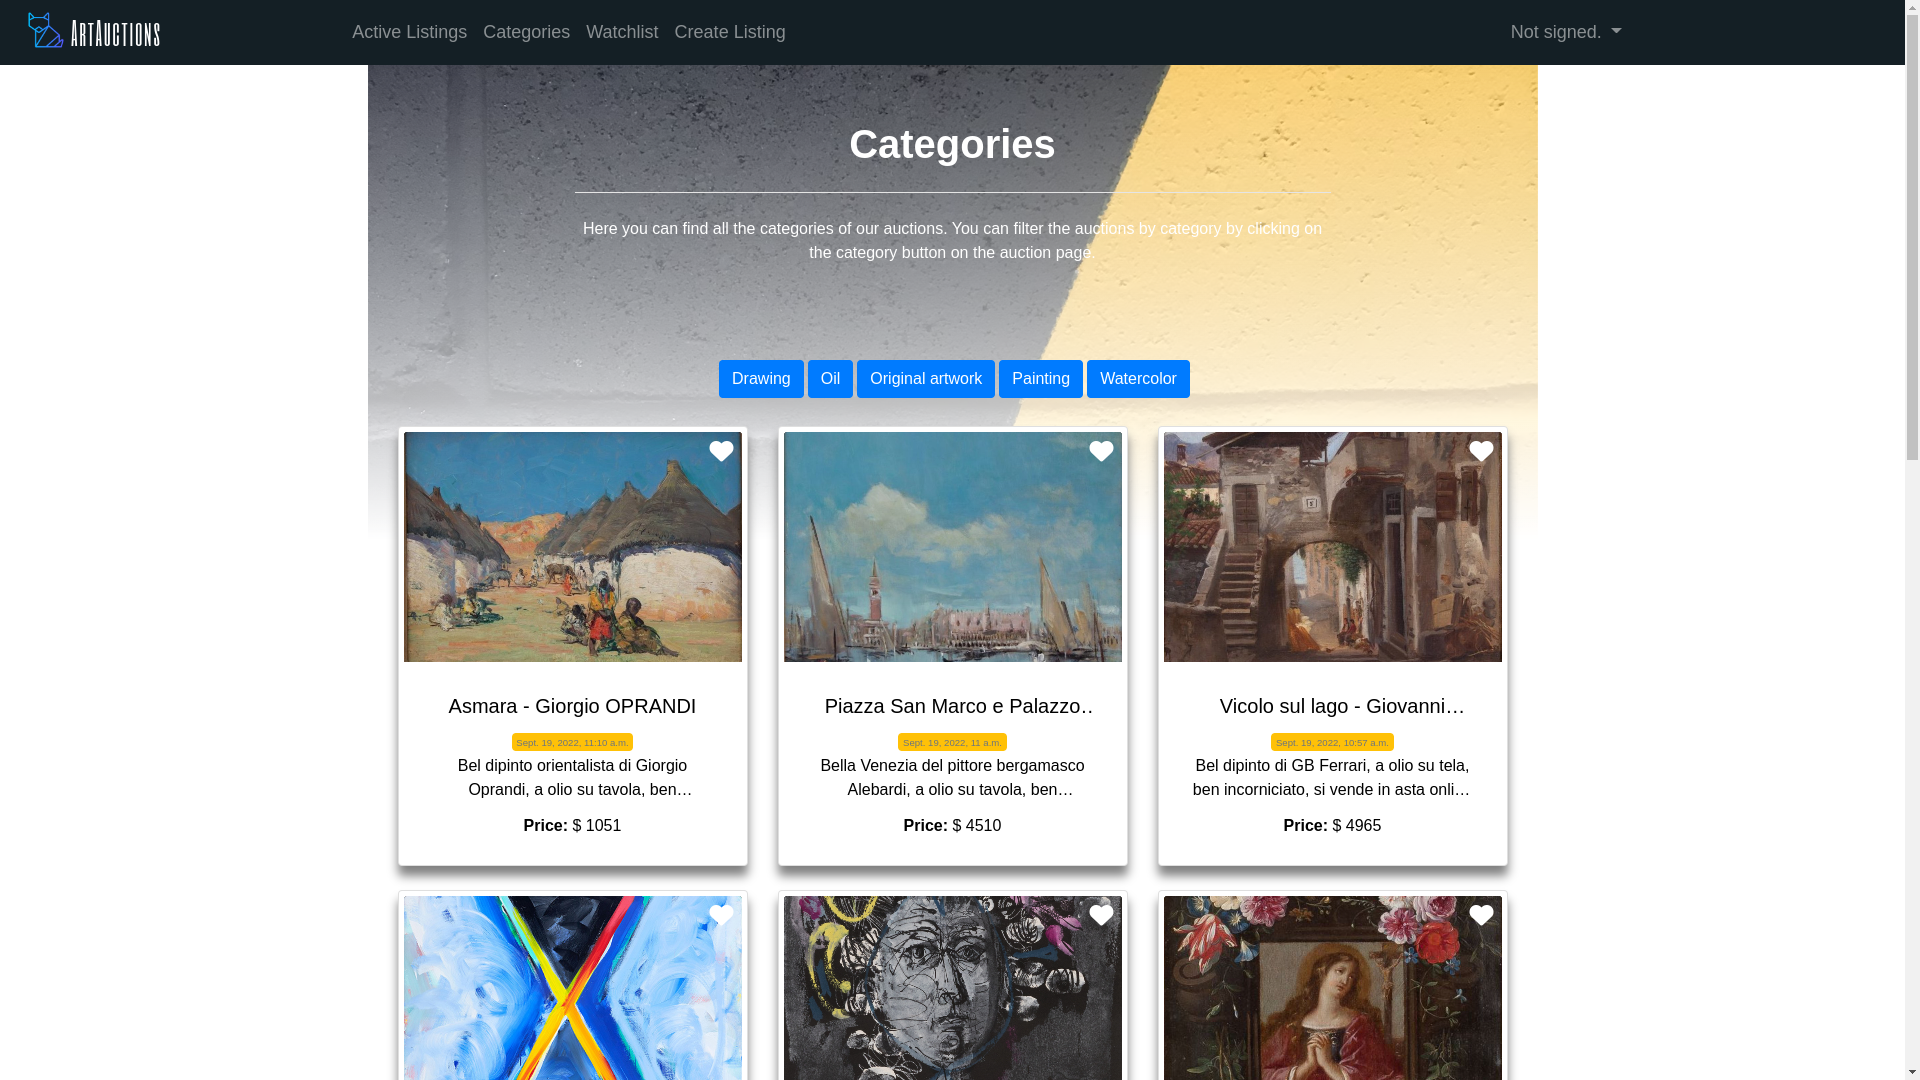 ArtAuctions
Active Listings Categories Watchlist Create Listing
Not signed.
Categories
Here you can find all the categories of our auctions. You can filter the auctions by category by clicking on
the category button on the auction page.
Drawing Oil Original artwork Painting Watercolor
Asmara - Giorgio OPRANDI
Sept. 19, 2022, 11:10 a.m.
Bel dipinto orientalista di Giorgio
Oprandi, a olio su tavola, ben…
Price: $ 1051
Piazza San Marco e Palazzo..
Sept. 19, 2022, 11 a.m.
Bella Venezia del pittore bergamasco
Alebardi, a olio su tavola, ben…
Price: $ 4510
Vicolo sul lago - Giovanni…
Sept. 19, 2022, 10:57 a.m.
Bel dipinto di GB Ferrari, a olio su tela,
ben incorniciato, si vende in asta onli…
Price: $ 4965